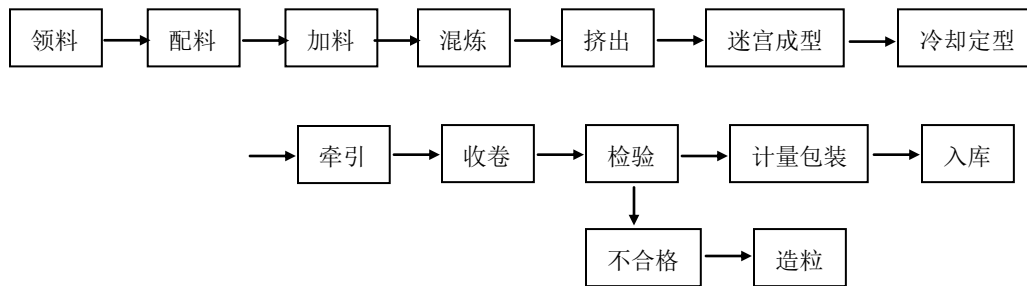 领料 配料 加料 混炼 挤出 迷宫成型 冷却定型
牵引 收卷 检验 计量包装 入库
不合格 造粒